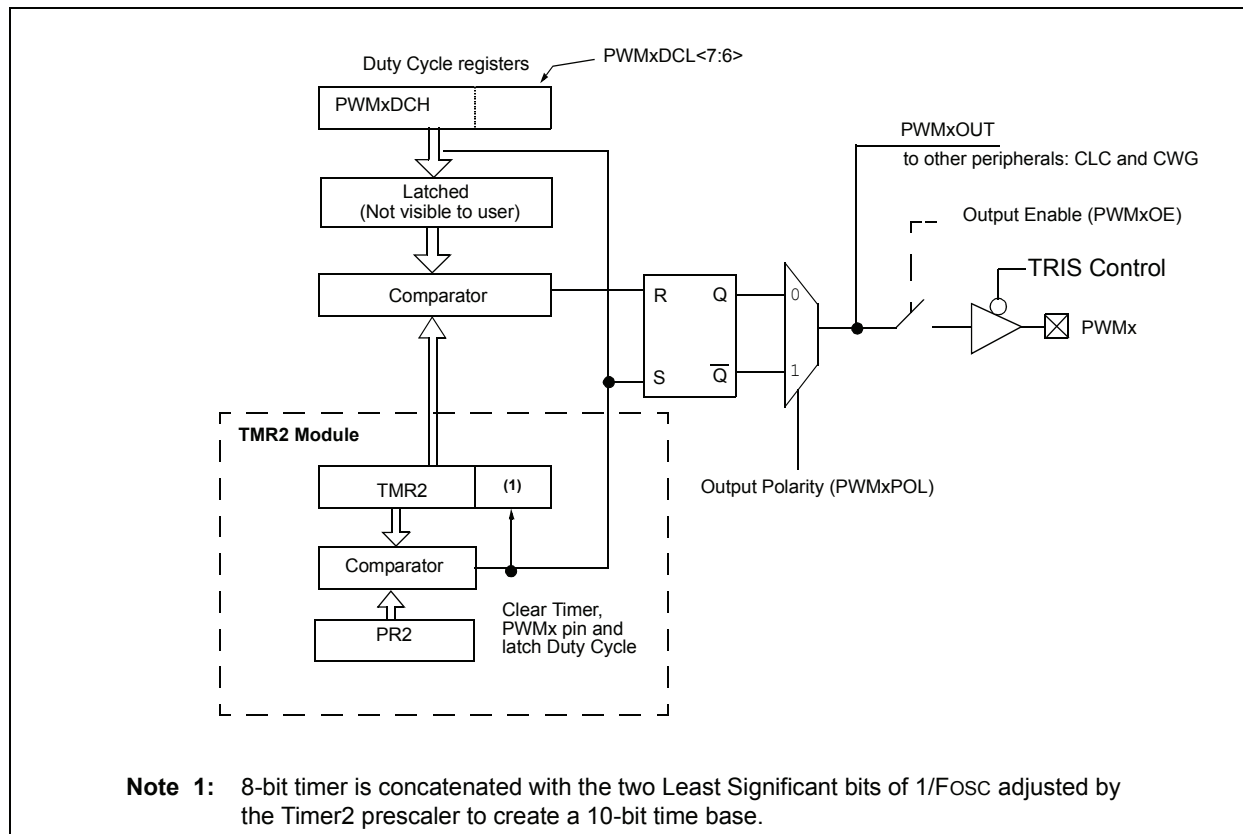 PWMxDCL<7:6>
Duty Cycle registers
PWMxDCH
PWMxOUT
to other peripherals: CLC and CWG
Latched
(Not visible to user)
Output Enable (PWMxOE)
TRIS Control
Comparator
R
Q
0
PWMx
S
Q̅
1
TMR2 Module
TMR2
(1)
Output Polarity (PWMxPOL)
Comparator
Clear Timer,
PWMx pin and
latch Duty Cycle
PR2
Note 1: 8-bit timer is concatenated with the two Least Significant bits of 1/FOSC adjusted by
the Timer2 prescaler to create a 10-bit time base.